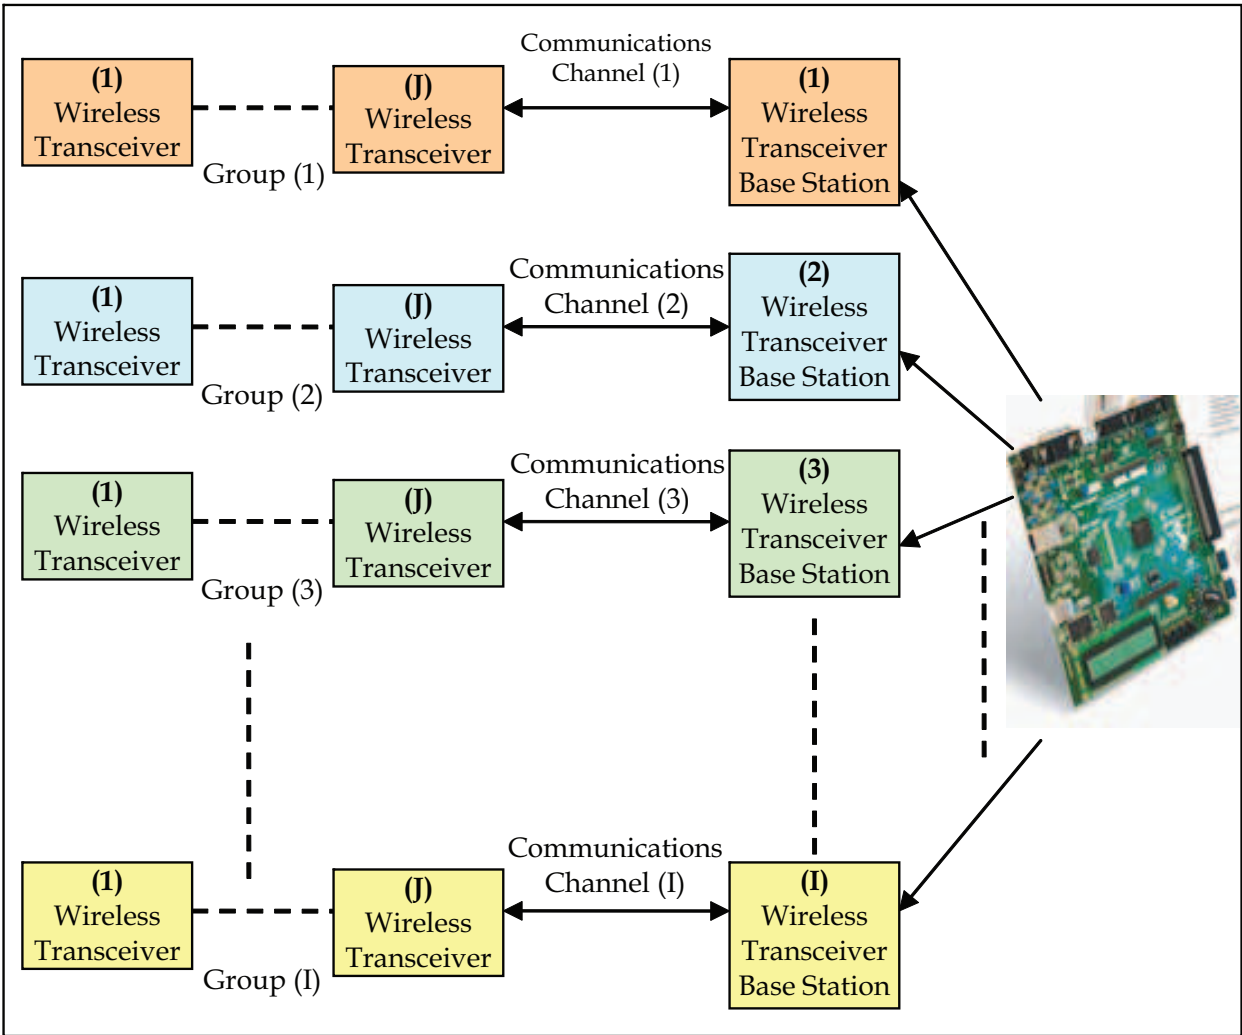 (1)
Wireless
Transceiver
Group (1)
(J)
Wireless
Transceiver
Communications
Channel (1)
(1)
Wireless
Transceiver
Base Station
(1)
Wireless
Transceiver
Group (2)
(J)
Wireless
Transceiver
Communications
Channel (2)
(2)
Wireless
Transceiver
Base Station
(1)
Wireless
Transceiver
Group (3)
(J)
Wireless
Transceiver
Communications
Channel (3)
(3)
Wireless
Transceiver
Base Station
(1)
Wireless
Transceiver
Group (I)
(J)
Wireless
Transceiver
Communications
Channel (I)
(I)
Wireless
Transceiver
Base Station